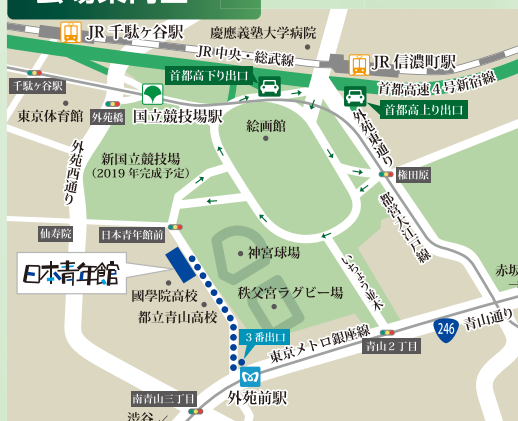 JR 千駄ヶ谷駅
慶應義塾大学病院
JR 中央・総武線
JR 信濃町駅
首都高下り出口
首都高速4号新宿線
千駄ヶ谷駅
首都高上り出口
東京体育館
外苑橋
国立競技場駅
絵画館
外苑東通り
外苑西通り
新国立競技場
(2019年完成予定)
権田原
都営大江戸線
仙寿院
日本青年館前
神宮球場
いちょう並木
日本青年館
赤坂
國學院高校
秩父宮ラグビー場
都立青山高校
3番出口
東京メトロ銀座線
青山2丁目
246
青山通り
外苑前駅
南青山三丁目
渋谷